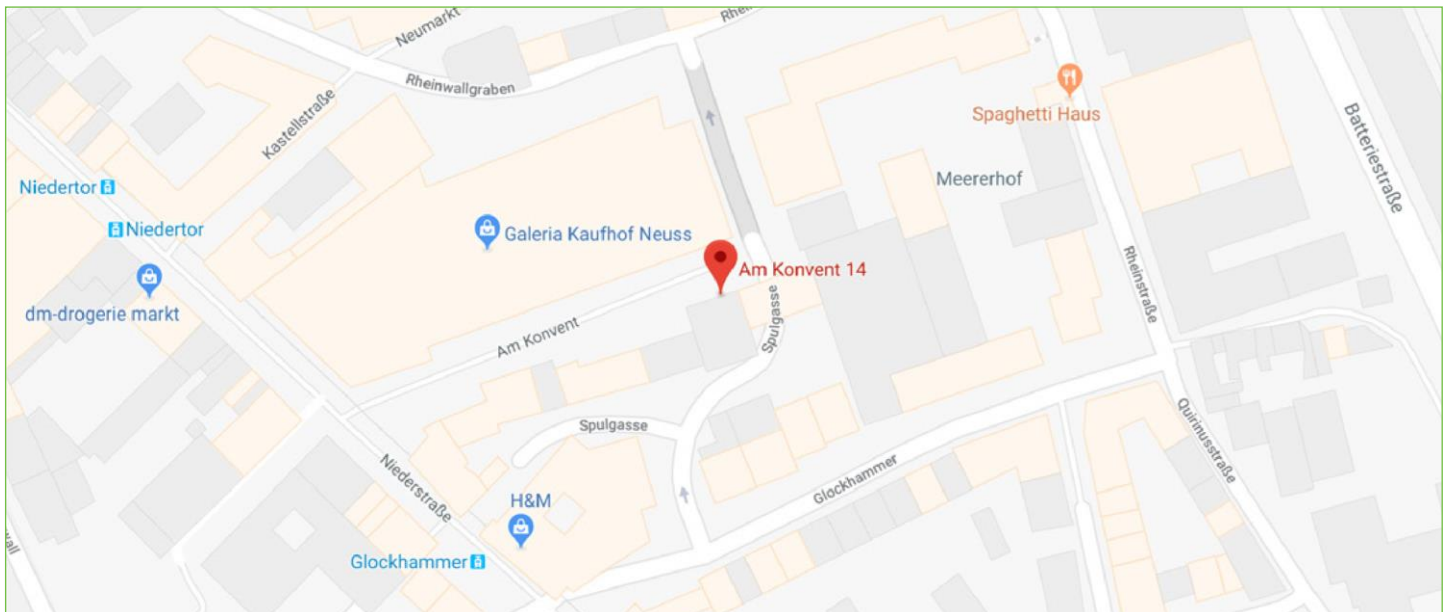 Neumarkt
Rheinwallgraben
Kastellstraße
Spaghetti Haus
Batteriestraße
Meererhof
Niedertor
Niedertor
Galeria Kaufhof Neuss
Am Konvent 14
Rheinstraße
dm-drogerie markt
Am Konvent
Spulgasse
Spulgasse
Quirinusstraße
Niederstraße
Glockhammer
H&M
Glockhammer